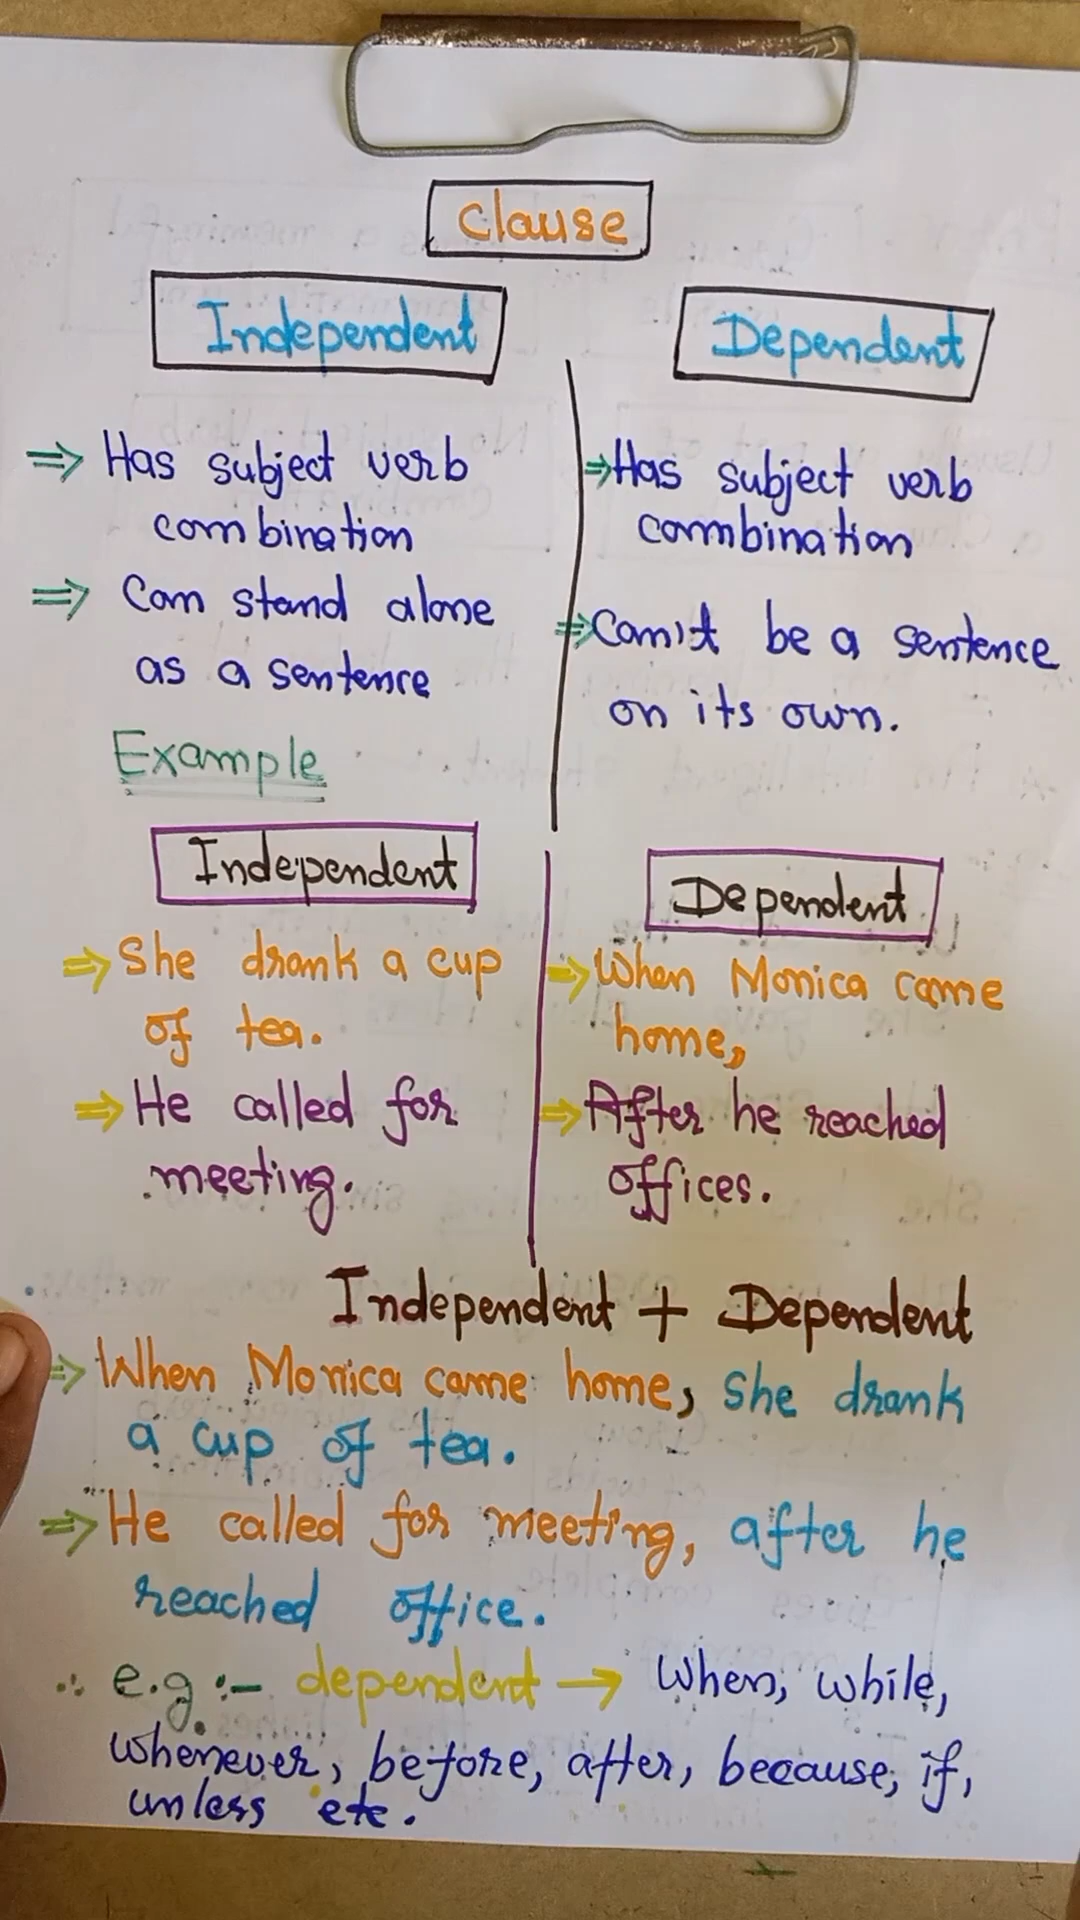 Clause
Independent
Dependent
⇒ Has subject verb
combination
⇒ Can stand alone
as a sentence
⇒ Has subject verb
combination
⇒ Can't be a sentence
on its own.
Example
Independent
⇒ She drank a cup
of tea.
⇒ He called for
meeting.
Dependent
⇒ When Monica came
home,
⇒ After he reached
offices.
Independent + Dependent
⇒ When Monica came home, she drank
a cup of tea.
⇒ He called for meeting, after he
reached office.
∴ e.g :- dependent → When, while,
whenever, before, after, because, if,
unless etc.